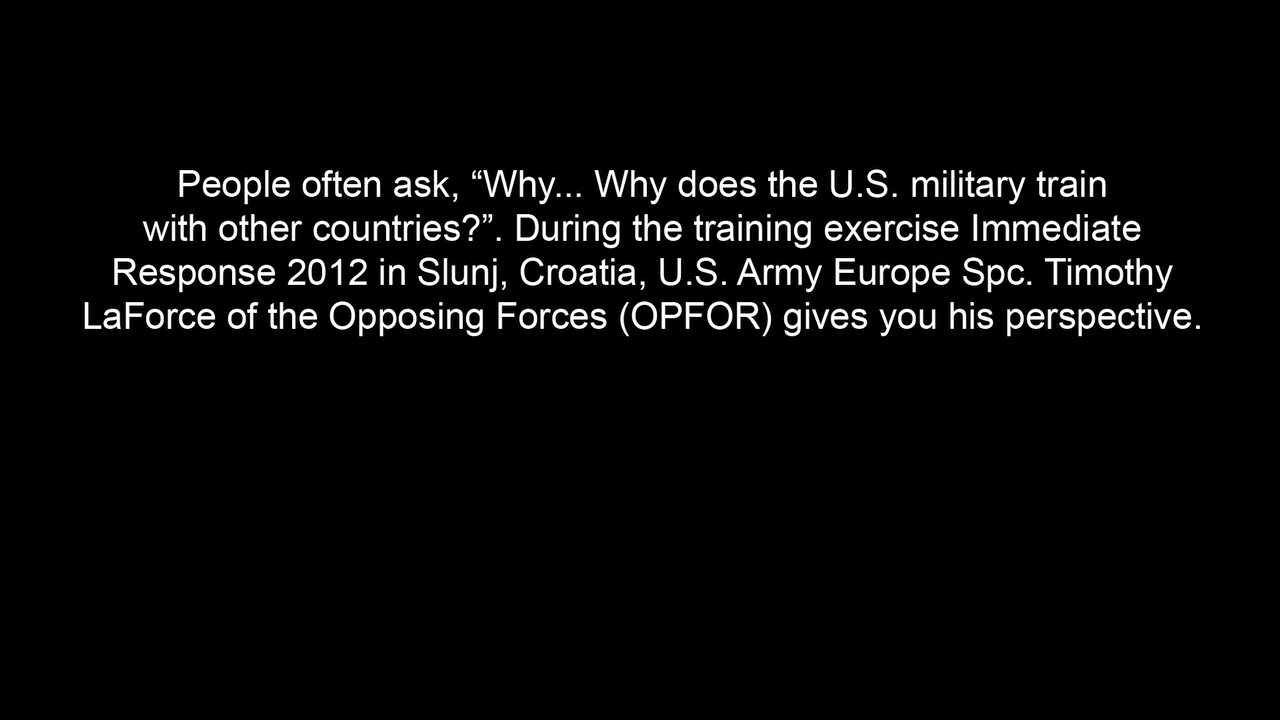 People often ask, “Why... Why does the U.S. military train
with other countries?”. During the training exercise Immediate
Response 2012 in Slunj, Croatia, U.S. Army Europe Spc. Timothy
LaForce of the Opposing Forces (OPFOR) gives you his perspective.